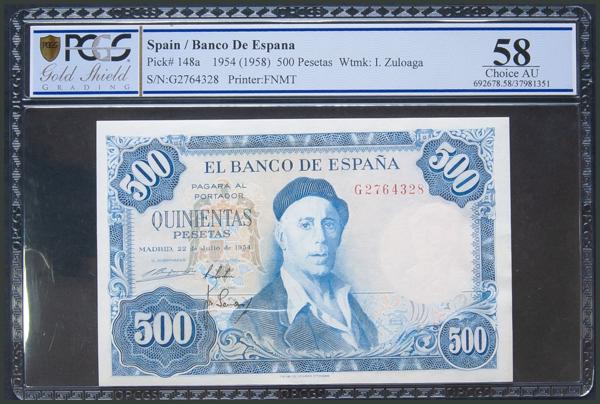 PCGS Spain / Banco De Espana 58
Pick# 148a 1954 (1958) 500 Pesetas Wtmk: I. Zuloaga Choice AU
Gold Shield
GRADING
S/N:G2764328 Printer:FNMT 692678.58/37981351
500 500
EL BANCO DE ESPAÑA
PAGARA AL
PORTADOR
G2764328
QUINIENTAS
PESETAS
MADRID, 22 de Julio de 1954
500 500